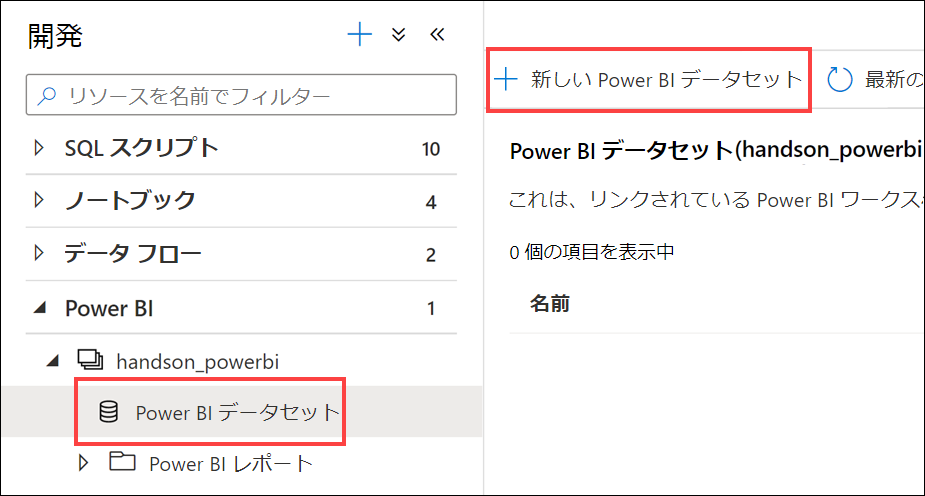 開発
リソースを名前でフィルター
SQL スクリプト 10
ノートブック 4
データ フロー 2
Power BI 1
handson_powerbi
Power BI データセット
Power BI レポート
新しい Power BI データセット 最新の
Power BI データセット(handson_powerbi
これは、リンクされている Power BI ワークス
0 個の項目を表示中
名前